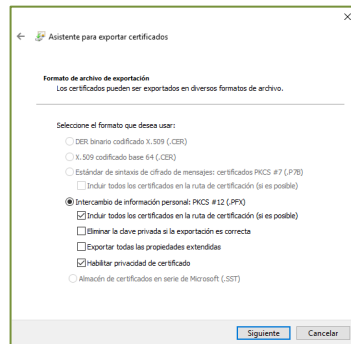 Asistente para exportar certificados
Formato de archivo de exportación
Los certificados pueden ser exportados en diversos formatos de archivo.
Seleccione el formato que desea usar:
DER binario codificado X.509 (.CER)
X.509 codificado base 64 (.CER)
Estándar de sintaxis de cifrado de mensajes: certificados PKCS #7 (.P7B)
Incluir todos los certificados en la ruta de certificación (si es posible)
Intercambio de información personal: PKCS #12 (.PFX)
Incluir todos los certificados en la ruta de certificación (si es posible)
Eliminar la clave privada si la exportación es correcta
Exportar todas las propiedades extendidas
Habilitar privacidad de certificado
Almacén de certificados en serie de Microsoft (.SST)
Siguiente Cancelar